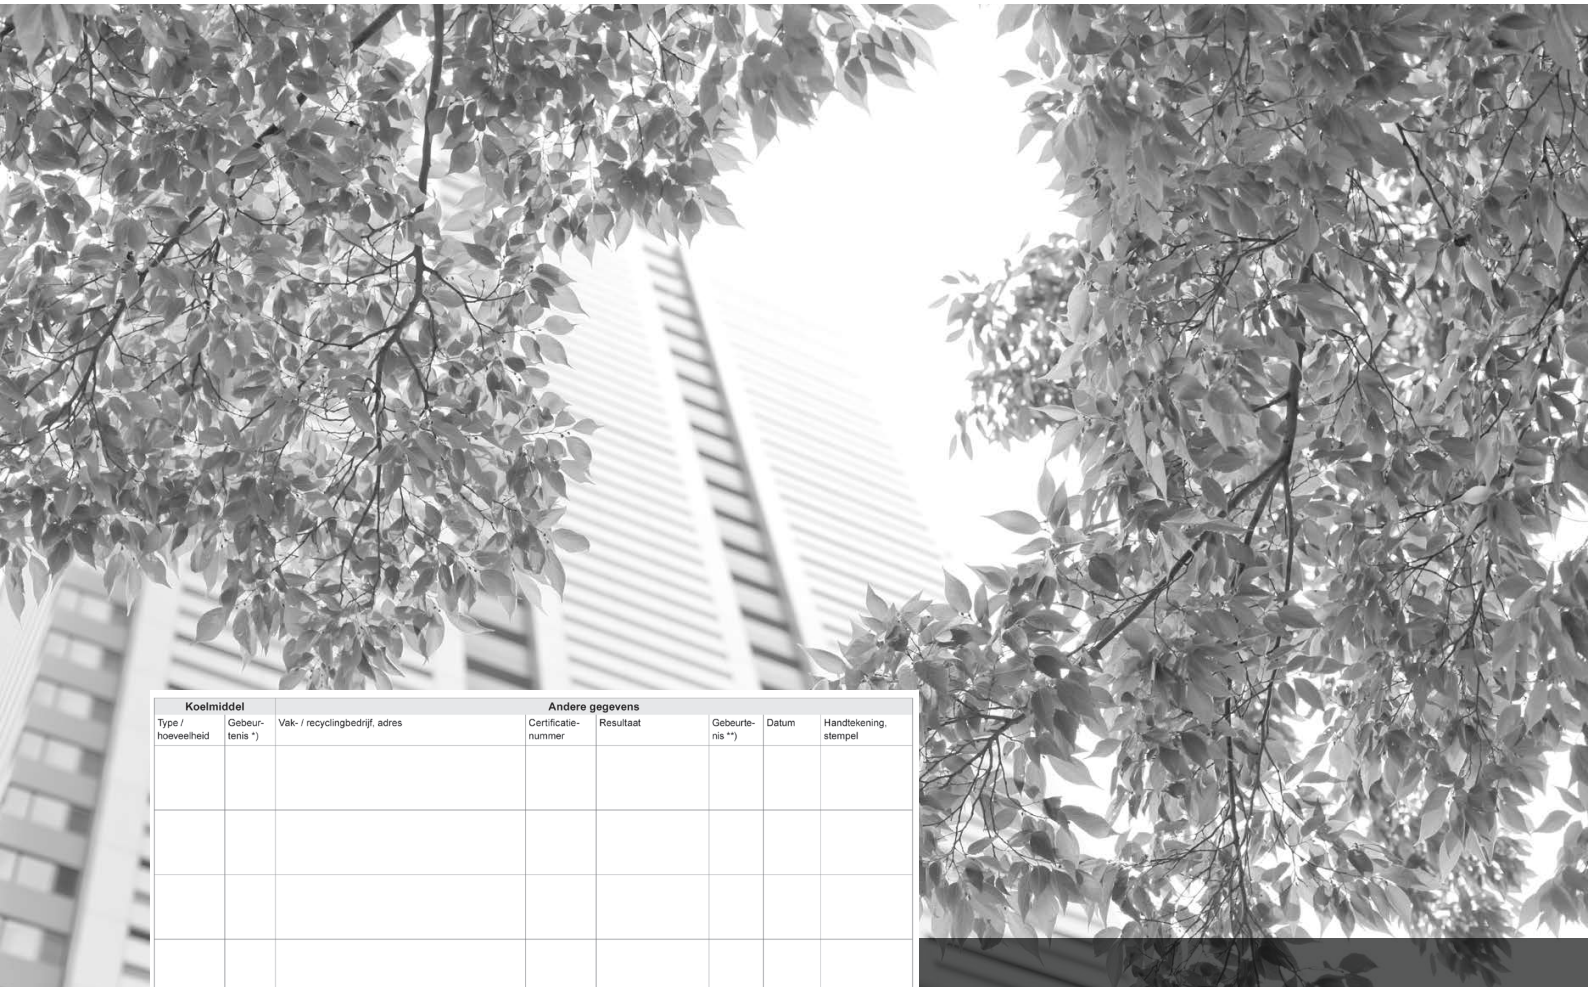 Koelmiddel Andere gegevens
Type / Gebeur- Vak- / recyclingbedrijf, adres Certificatie- Resultaat Gebeurte- Datum Handtekening,
hoeveelheid tenis *) nummer nis **) stempel